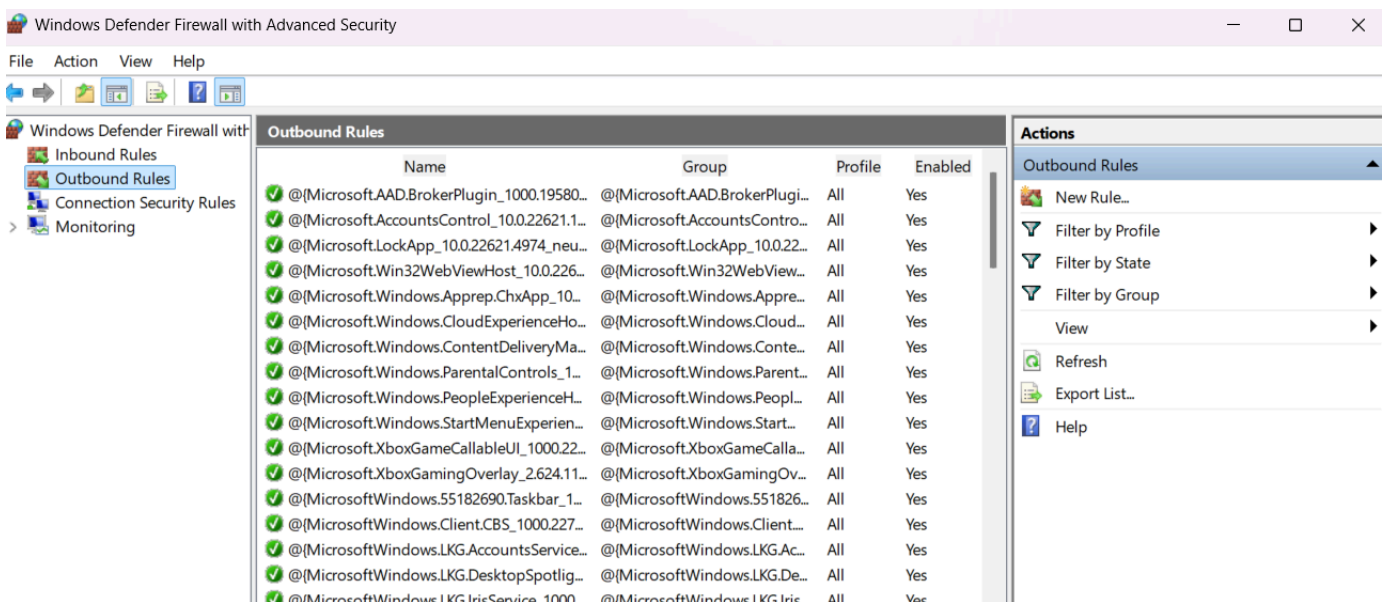 Windows Defender Firewall with Advanced Security
File Action View Help
Windows Defender Firewall with
Inbound Rules
Outbound Rules
Connection Security Rules
Monitoring
Outbound Rules
Name Group Profile Enabled
@{Microsoft.AAD.BrokerPlugin_1000.19580... @{Microsoft.AAD.BrokerPlugi... All Yes
@{Microsoft.AccountsControl_10.0.22621.1... @{Microsoft.AccountsContro... All Yes
@{Microsoft.LockApp_10.0.22621.4974_neu... @{Microsoft.LockApp_10.0.22... All Yes
@{Microsoft.Win32WebViewHost_10.0.226... @{Microsoft.Win32WebView... All Yes
@{Microsoft.Windows.Apprep.ChxApp_10... @{Microsoft.Windows.Appre... All Yes
@{Microsoft.Windows.CloudExperienceHo... @{Microsoft.Windows.Cloud... All Yes
@{Microsoft.Windows.ContentDeliveryMa... @{Microsoft.Windows.Conte... All Yes
@{Microsoft.Windows.ParentalControls_1... @{Microsoft.Windows.Parent... All Yes
@{Microsoft.Windows.PeopleExperienceH... @{Microsoft.Windows.Peopl... All Yes
@{Microsoft.Windows.StartMenuExperien... @{Microsoft.Windows.Start... All Yes
@{Microsoft.XboxGameCallableUI_1000.22... @{Microsoft.XboxGameCalla... All Yes
@{Microsoft.XboxGamingOverlay_2.624.11... @{Microsoft.XboxGamingOv... All Yes
@{MicrosoftWindows.55182690.Taskbar_1... @{MicrosoftWindows.551826... All Yes
@{MicrosoftWindows.Client.CBS_1000.227... @{MicrosoftWindows.Client.... All Yes
@{MicrosoftWindows.LKG.AccountsService... @{MicrosoftWindows.LKG.Ac... All Yes
@{MicrosoftWindows.LKG.DesktopSpotlig... @{MicrosoftWindows.LKG.De... All Yes
@{MicrosoftWindows.LKG.IrisService_1000... @{MicrosoftWindows.LKG.Iris... All Yes
Actions
Outbound Rules
New Rule...
Filter by Profile
Filter by State
Filter by Group
View
Refresh
Export List...
Help